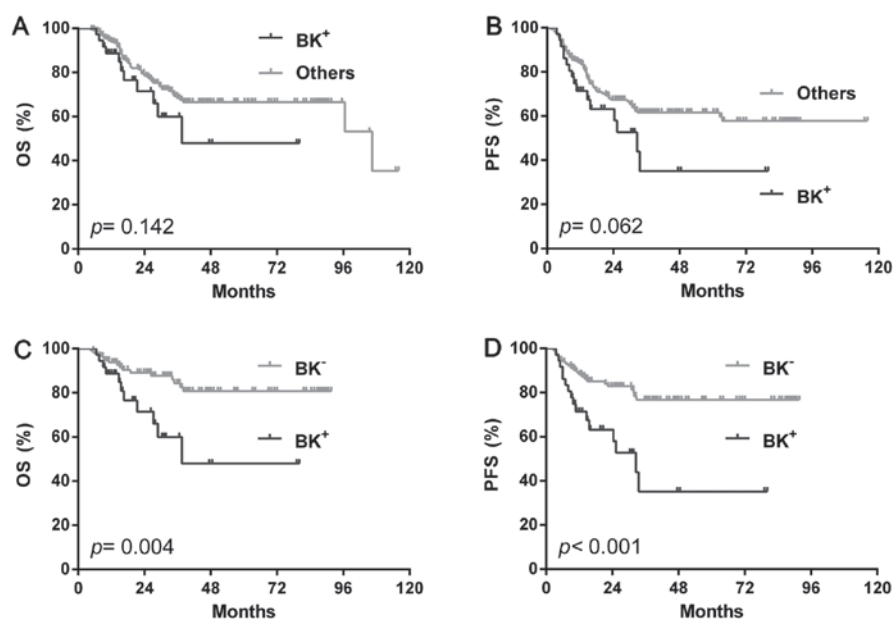 A
100
80
60
40
20
0
OS (%)
BK⁺
Others
p= 0.142
0 24 48 72 96 120
Months
B
100
80
60
40
20
0
PFS (%)
Others
BK⁺
p= 0.062
0 24 48 72 96 120
Months
C
100
80
60
40
20
0
OS (%)
BK⁻
BK⁺
p= 0.004
0 24 48 72 96 120
Months
D
100
80
60
40
20
0
PFS (%)
BK⁻
BK⁺
p< 0.001
0 24 48 72 96 120
Months